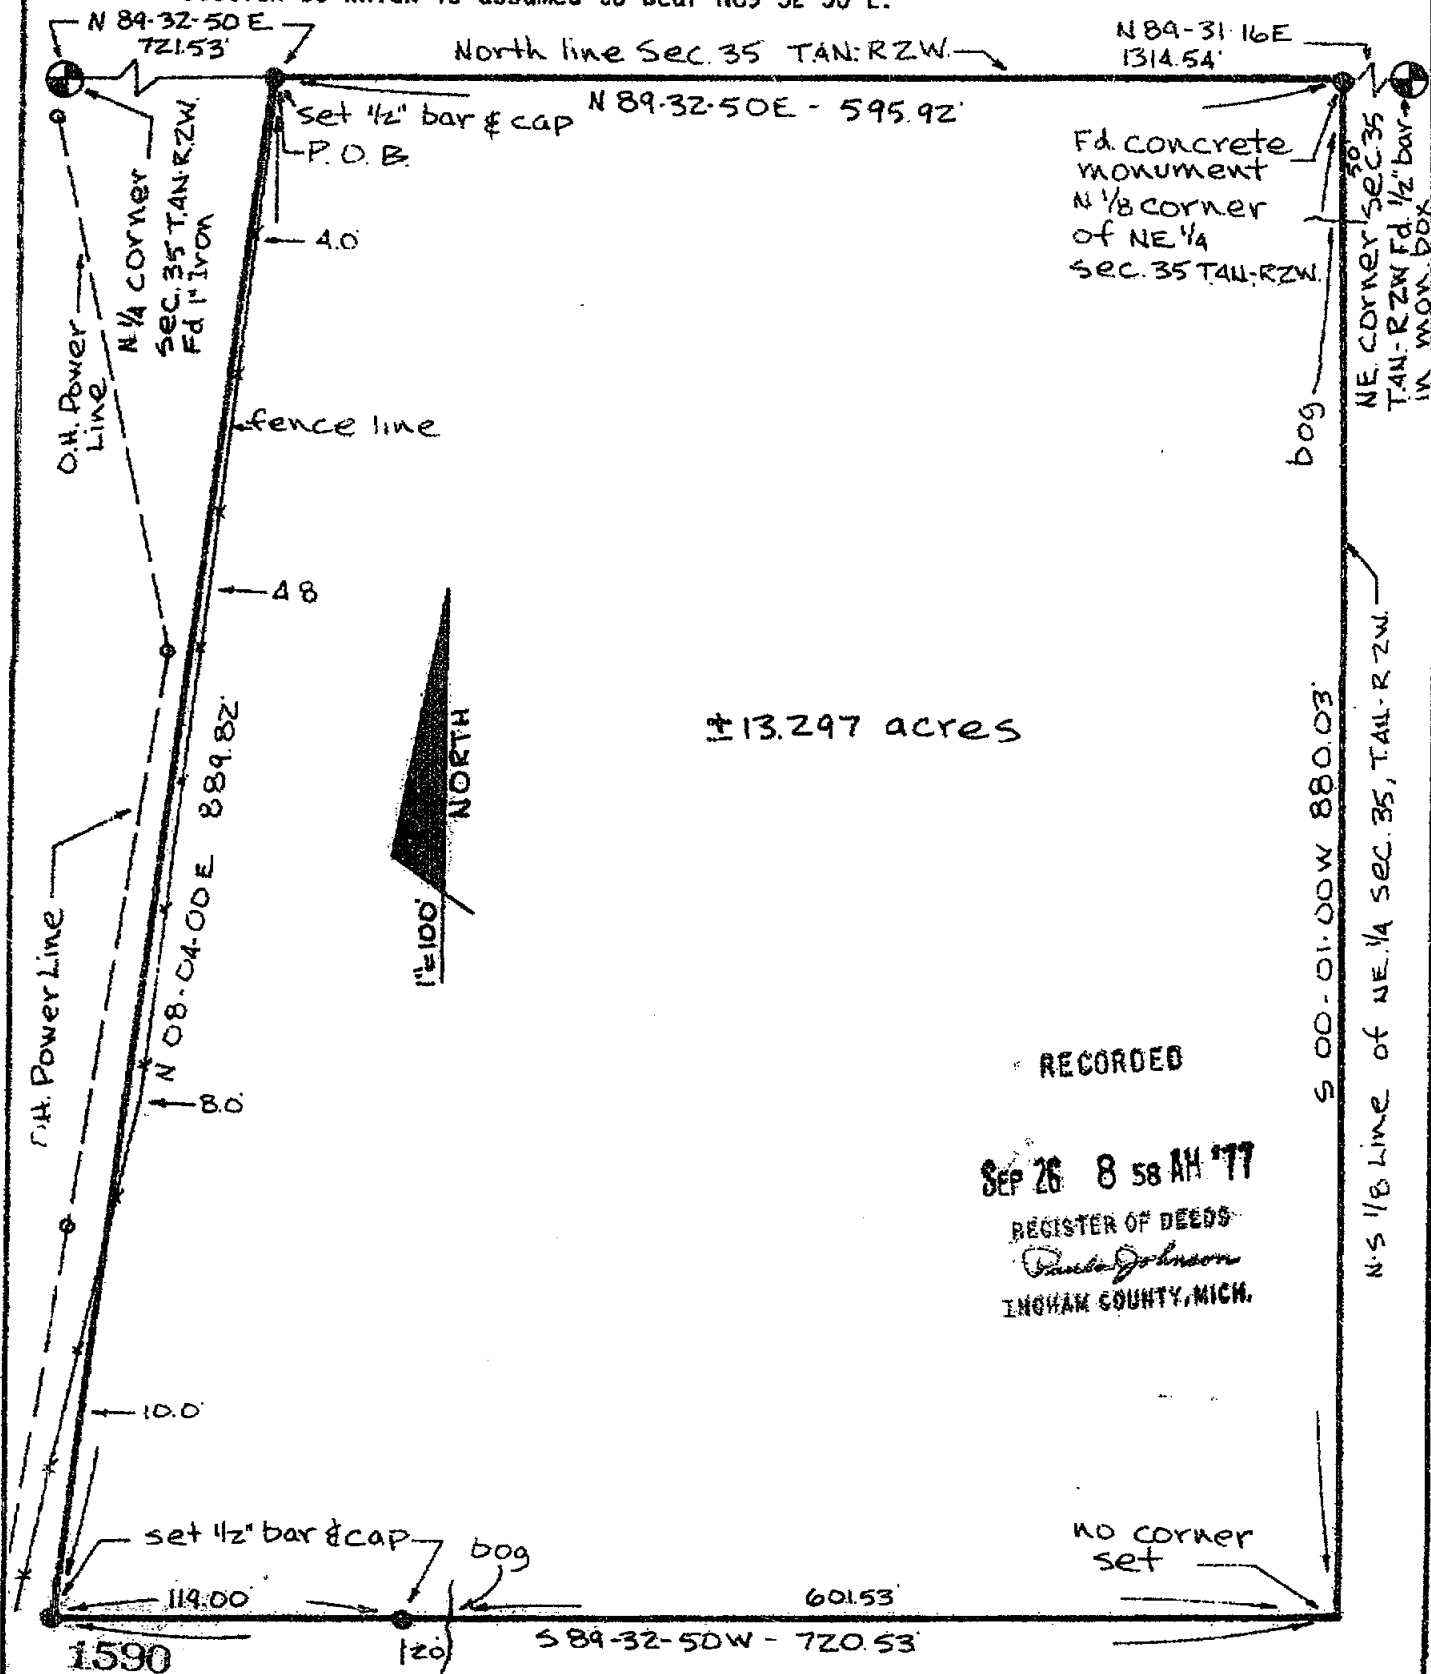 N 89-32-50 E
721.53'
North line Sec. 35 T.4N.-R.2W.
N 89-31-16E
1314.54'
set 1/2" bar & cap
P.O.B.
N 89-32-50E - 595.92'
Fd. concrete
monument
N 1/8 corner
of NE 1/4
sec. 35 T4N.-R2W.
N 1/4 corner
Sec. 35 T.4N.-R.2W.
Fd 1" Iron
O.H. Power
Line
50'
NE. corner sec. 35
T.4N.-R2W Fd. 1/2" bar
in mon. box
4.0'
fence line
bog
4.8
±13.297 acres
NORTH
1"=100'
N 08-04-00 E 889.82'
S 00-01-00W 880.03'
N-S 1/8 Line of NE. 1/4 Sec. 35, T.4N.-R.2W.
Power Line
8.0'
RECORDED
SEP 26 8 58 AM '77
REGISTER OF DEEDS
Paula Johnson
INGHAM COUNTY, MICH.
10.0'
set 1/2" bar & cap
bog
no corner
set
119.00'
601.53'
S 89-32-50W - 720.53'
120'
1590